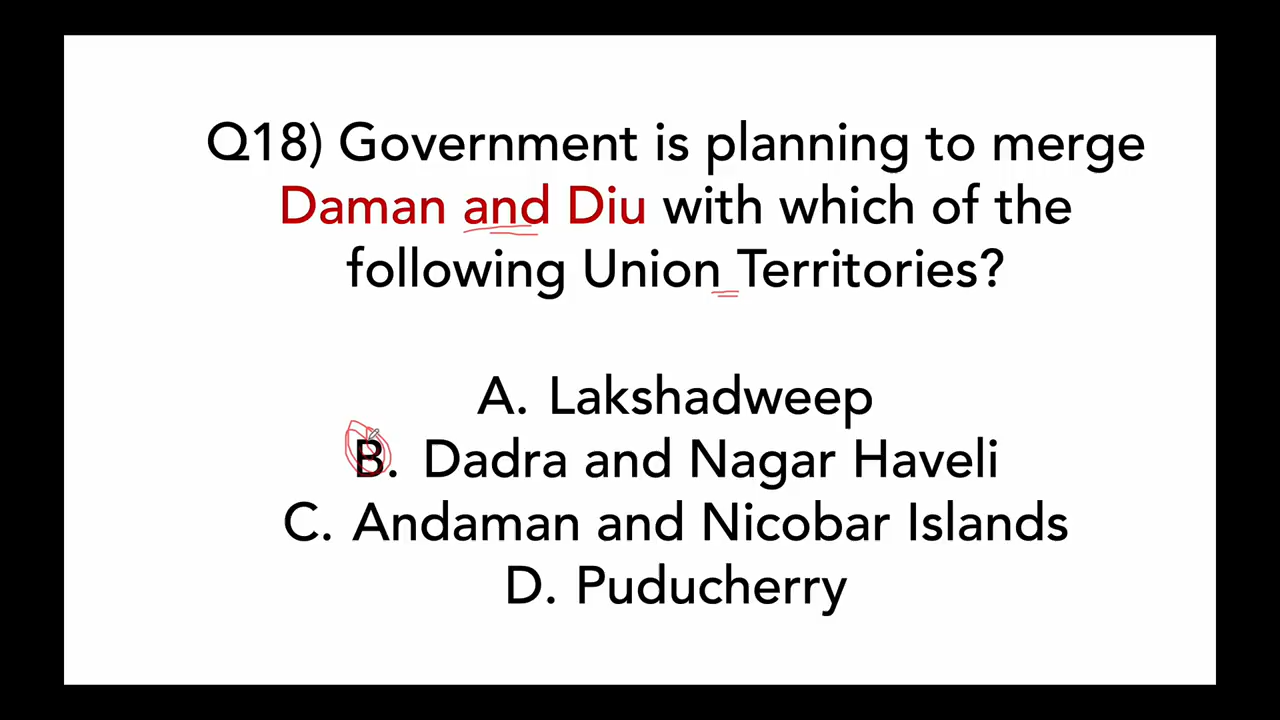 Q18) Government is planning to merge
Daman and Diu with which of the
following Union Territories?
A. Lakshadweep
B. Dadra and Nagar Haveli
C. Andaman and Nicobar Islands
D. Puducherry